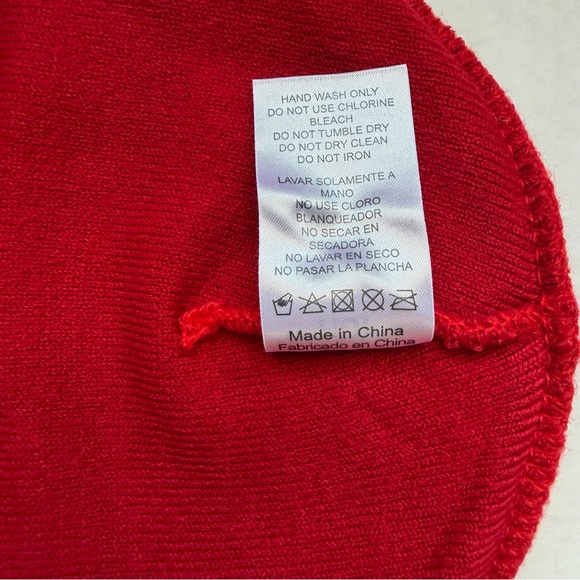 HAND WASH ONLY
DO NOT USE CHLORINE
BLEACH
DO NOT TUMBLE DRY
DO NOT DRY CLEAN
DO NOT IRON
LAVAR SOLAMENTE A
MANO
NO USE CLORO
BLANQUEADOR
NO SECAR EN
SECADORA
NO LAVAR EN SECO
NO PASAR LA PLANCHA
Made in China
Fabricado en China